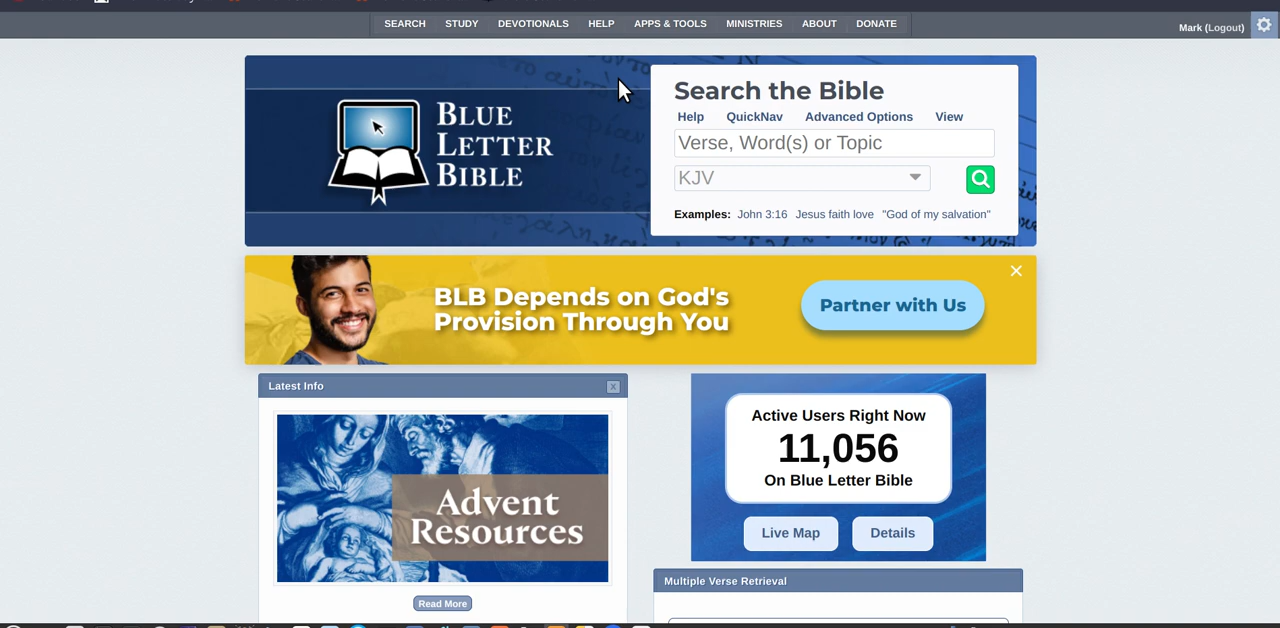 SEARCH STUDY DEVOTIONALS HELP APPS & TOOLS MINISTRIES ABOUT DONATE
Mark (Logout)
BLUE
LETTER
BIBLE
Search the Bible
Help QuickNav Advanced Options View
Verse, Word(s) or Topic
KJV
Examples: John 3:16 Jesus faith love "God of my salvation"
BLB Depends on God's
Provision Through You
Partner with Us
Latest Info
X
Advent
Resources
Read More
Active Users Right Now
11,056
On Blue Letter Bible
Live Map Details
Multiple Verse Retrieval